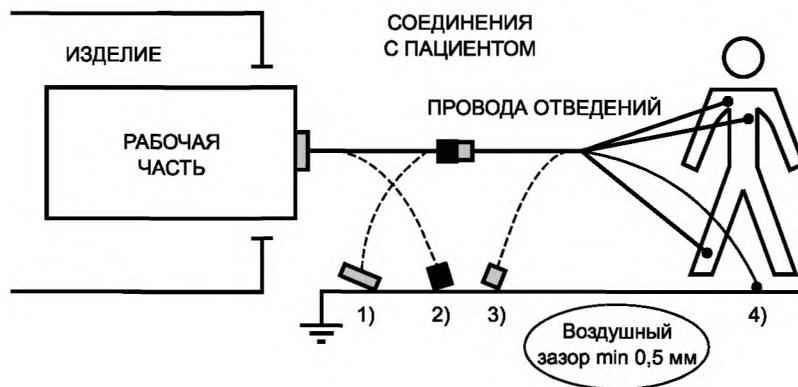 СОЕДИНЕНИЯ
С ПАЦИЕНТОМ
ИЗДЕЛИЕ
ПРОВОДА ОТВЕДЕНИЙ
РАБОЧАЯ
ЧАСТЬ
1)
2)
3)
4)
Воздушный
зазор min 0,5 мм